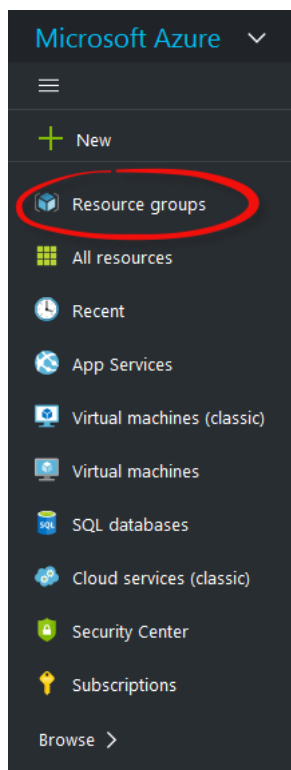 Microsoft Azure
New
Resource groups
All resources
Recent
App Services
Virtual machines (classic)
Virtual machines
SQL
SQL databases
Cloud services (classic)
Security Center
Subscriptions
Browse